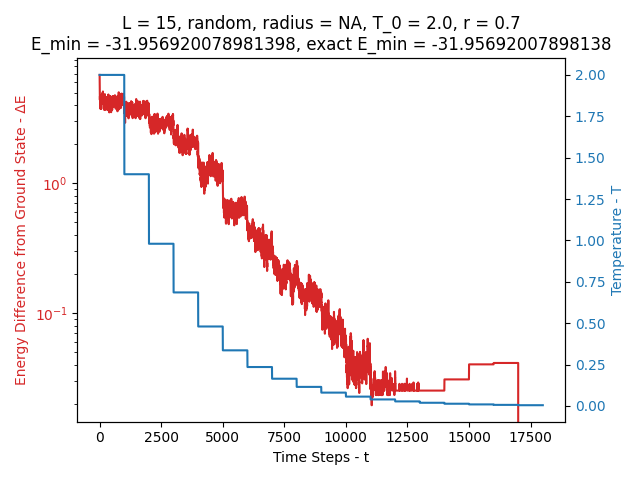 L = 15, random, radius = NA, T_0 = 2.0, r = 0.7
E_min = -31.956920078981398, exact E_min = -31.95692007898138
Energy Difference from Ground State - ΔE
10⁰
10⁻¹
2.00
1.75
1.50
1.25
1.00
0.75
0.50
0.25
0.00
Temperature - T
0 2500 5000 7500 10000 12500 15000 17500
Time Steps - t